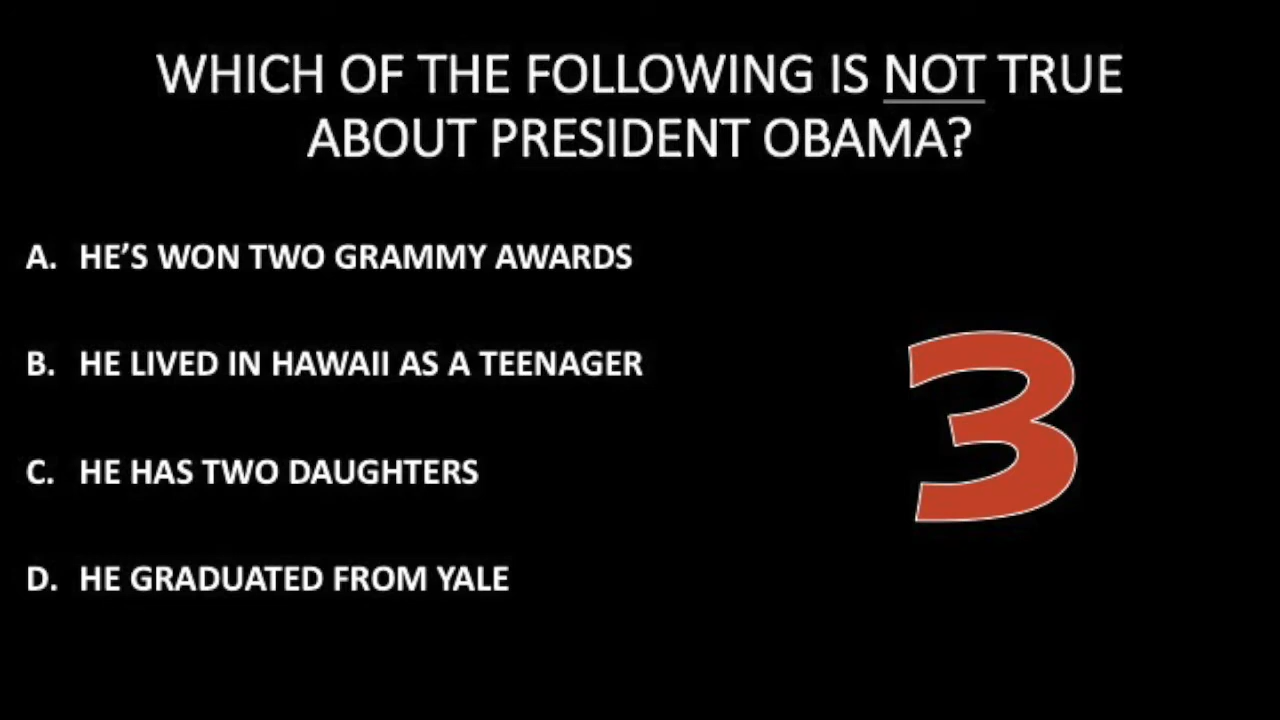 WHICH OF THE FOLLOWING IS NOT TRUE
ABOUT PRESIDENT OBAMA?
A. HE’S WON TWO GRAMMY AWARDS
B. HE LIVED IN HAWAII AS A TEENAGER
3
C. HE HAS TWO DAUGHTERS
D. HE GRADUATED FROM YALE